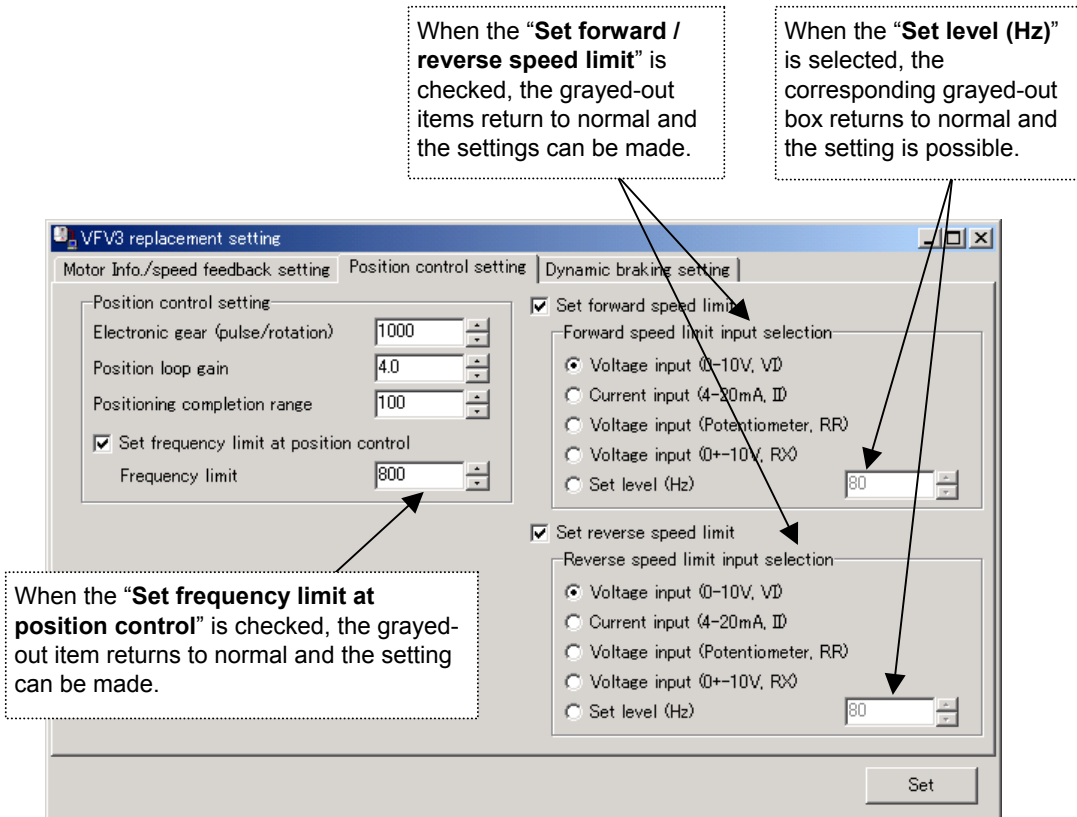 When the “Set forward /
reverse speed limit” is
checked, the grayed-out
items return to normal and
the settings can be made.
When the “Set level (Hz)”
is selected, the
corresponding grayed-out
box returns to normal and
the setting is possible.
VFV3 replacement setting
Motor Info./speed feedback setting
Position control setting
Dynamic braking setting
Position control setting
Electronic gear (pulse/rotation)
1000
Position loop gain
4.0
Positioning completion range
100
Set frequency limit at position control
Frequency limit
800
Set forward speed limit
Forward speed limit input selection
Voltage input (0-10V, VI)
Current input (4-20mA, II)
Voltage input (Potentiometer, RR)
Voltage input (0+-10V, RX)
Set level (Hz)
80
Set reverse speed limit
Reverse speed limit input selection
Voltage input (0-10V, VI)
Current input (4-20mA, II)
Voltage input (Potentiometer, RR)
Voltage input (0+-10V, RX)
Set level (Hz)
80
When the “Set frequency limit at
position control” is checked, the grayed-
out item returns to normal and the setting
can be made.
Set